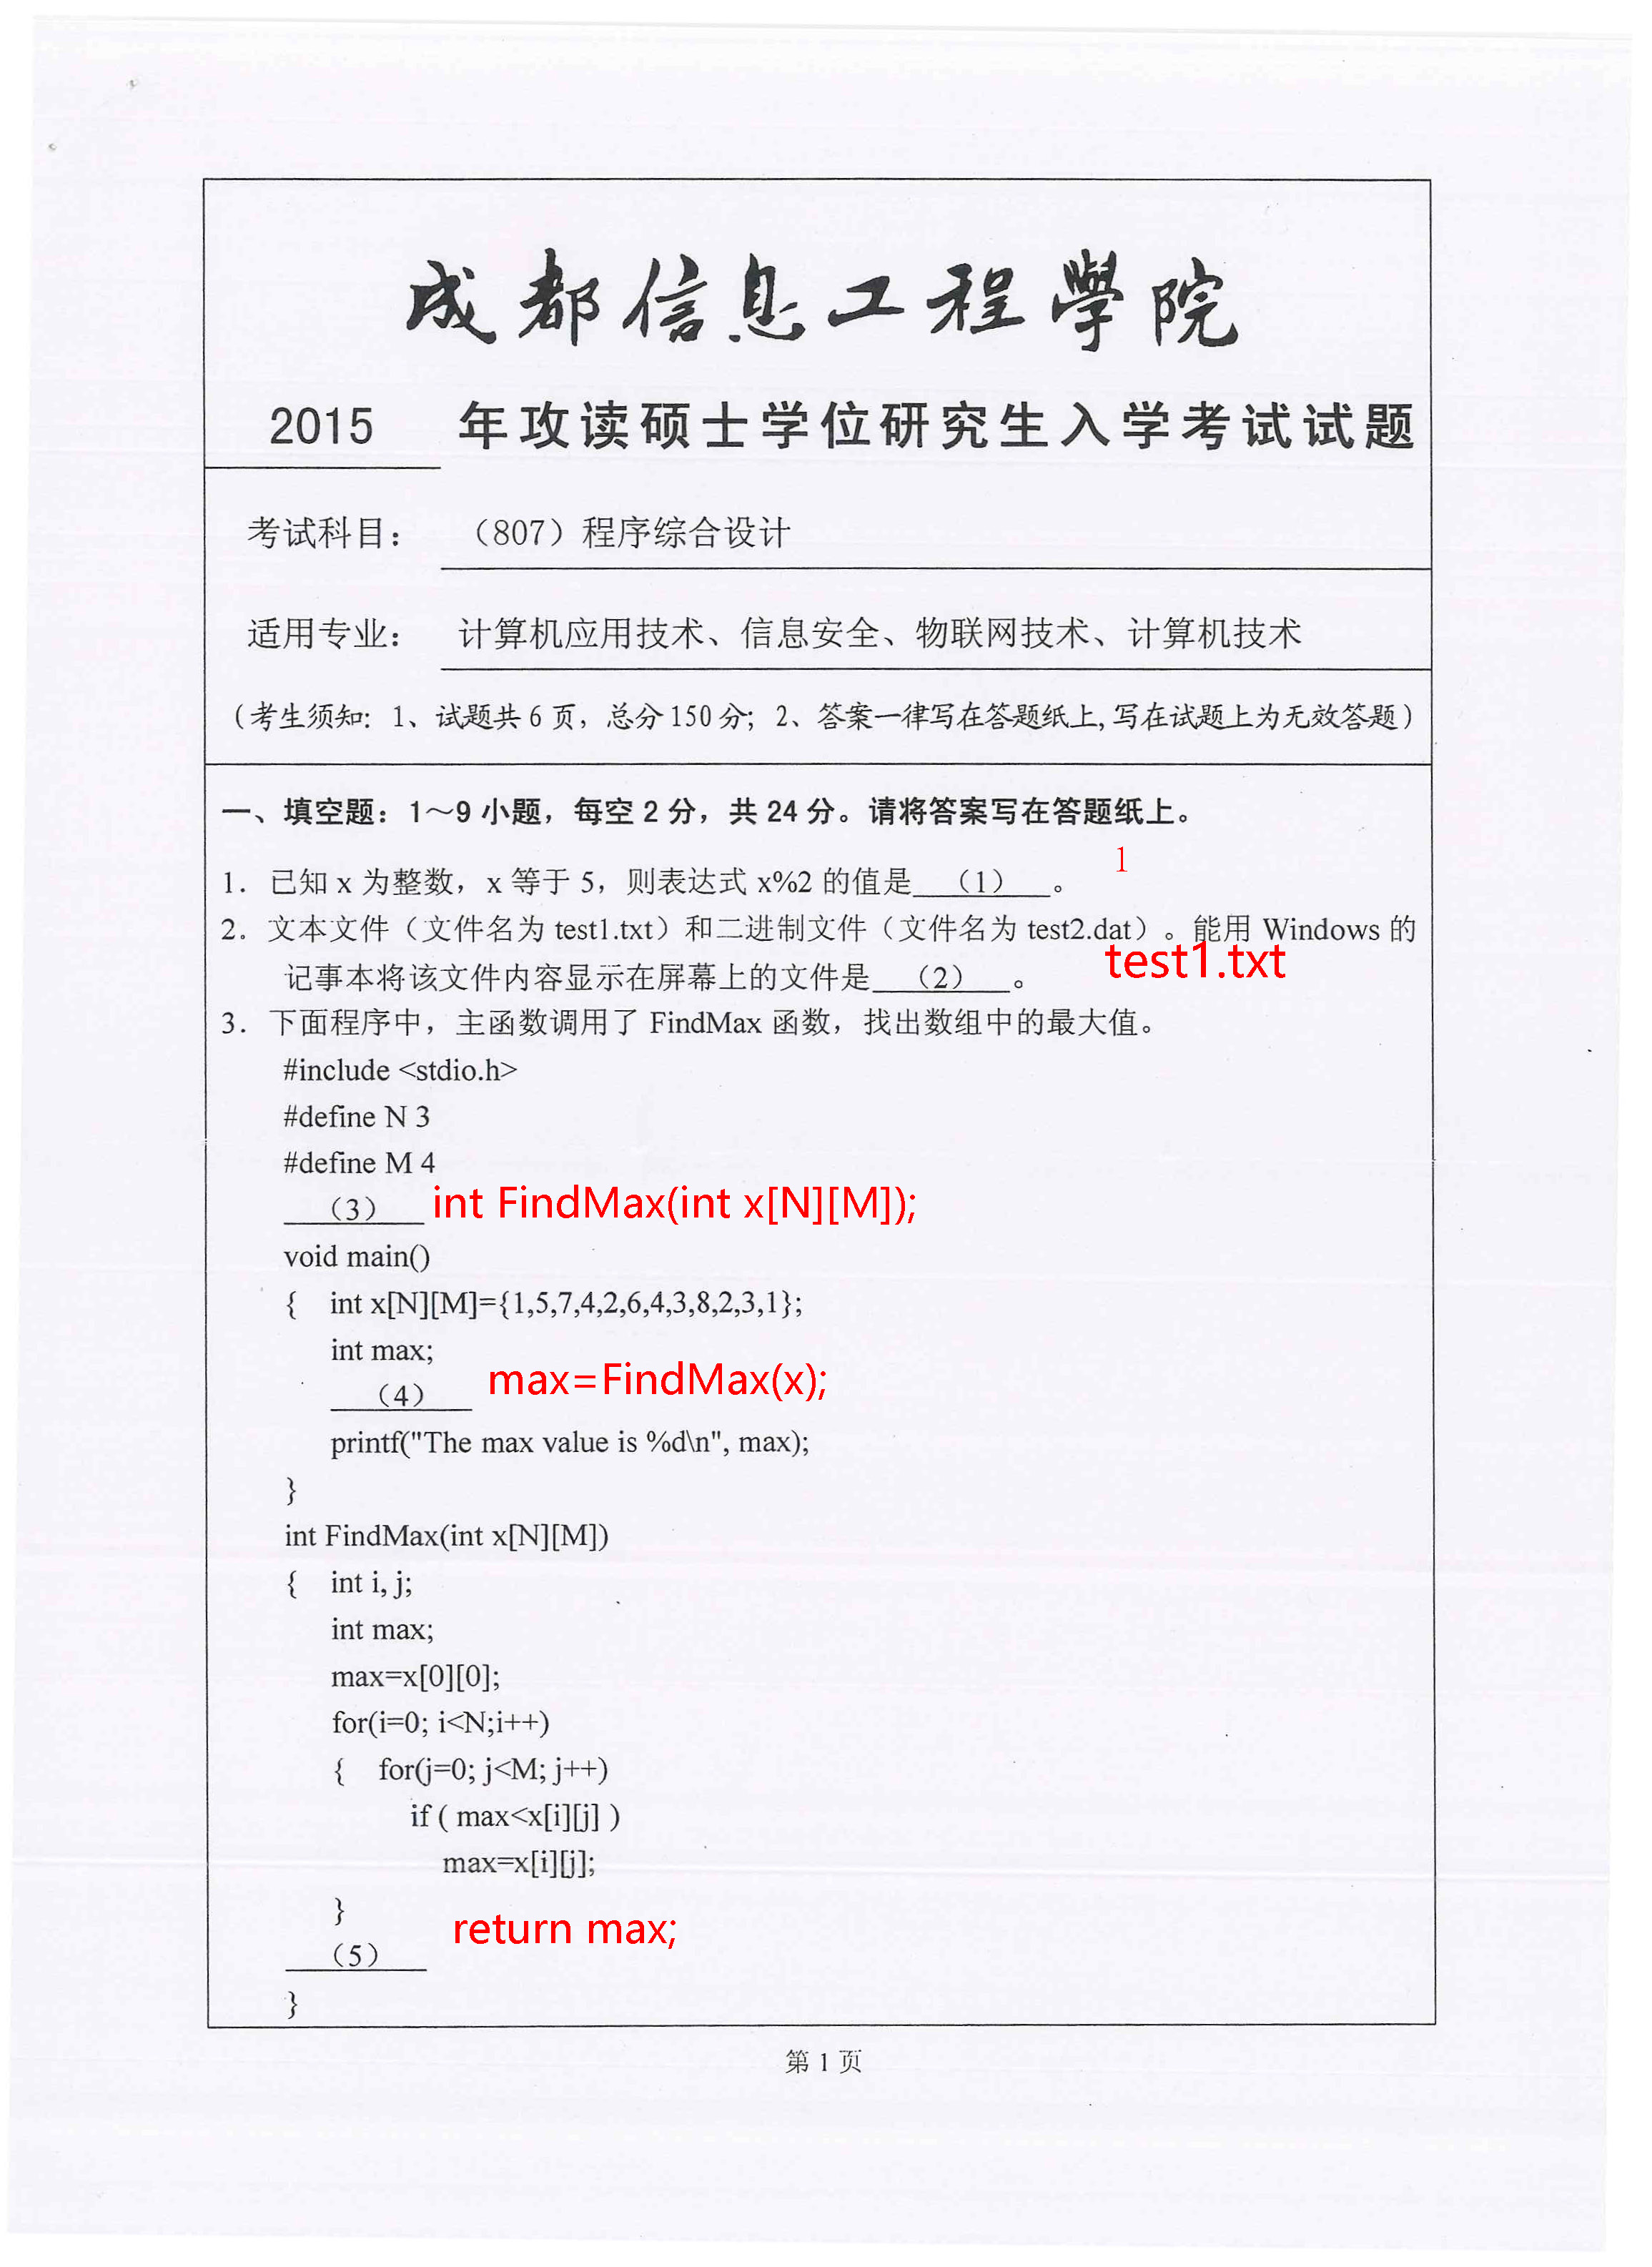 成都信息工程學院
2015 年攻读硕士学位研究生入学考试试题
考试科目: （807）程序综合设计
适用专业: 计算机应用技术、信息安全、物联网技术、计算机技术
(考生须知: 1、试题共6页, 总分150分; 2、答案一律写在答题纸上, 写在试题上为无效答题)
一、填空题: 1～9小题, 每空2分, 共24分。请将答案写在答题纸上。
1
1. 已知 x 为整数, x 等于 5, 则表达式 x%2 的值是 （1） 。
2. 文本文件（文件名为 test1.txt）和二进制文件（文件名为 test2.dat）。能用 Windows 的
test1.txt
记事本将该文件内容显示在屏幕上的文件是 （2） 。
3. 下面程序中, 主函数调用了 FindMax 函数, 找出数组中的最大值。
#include <stdio.h>
#define N 3
#define M 4
（3） int FindMax(int x[N][M]);
void main()
{ int x[N][M]={1,5,7,4,2,6,4,3,8,2,3,1};
int max;
（4） max=FindMax(x);
printf("The max value is %d\n", max);
}
int FindMax(int x[N][M])
{ int i, j;
int max;
max=x[0][0];
for(i=0; i<N;i++)
{ for(j=0; j<M; j++)
if ( max<x[i][j] )
max=x[i][j];
}
（5） return max;
}
第 1 页